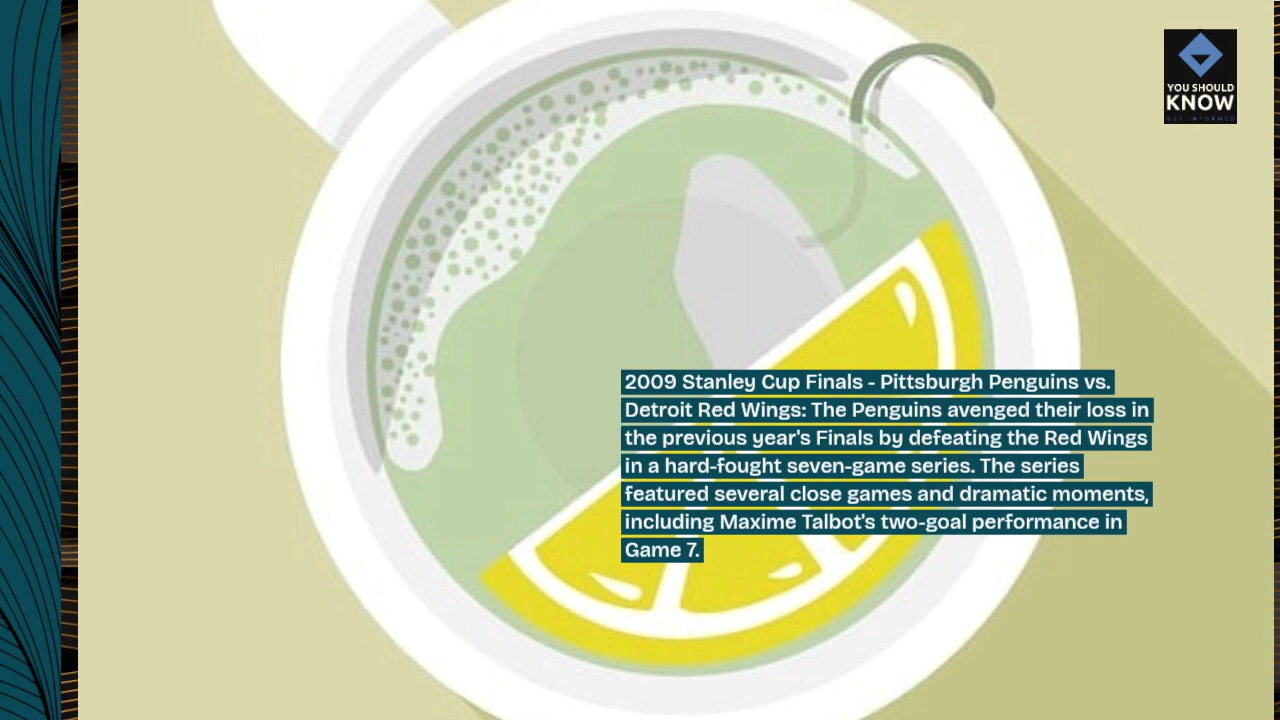 YOU SHOULD
KNOW
GET INFORMED
2009 Stanley Cup Finals - Pittsburgh Penguins vs.
Detroit Red Wings: The Penguins avenged their loss in
the previous year's Finals by defeating the Red Wings
in a hard-fought seven-game series. The series
featured several close games and dramatic moments,
including Maxime Talbot's two-goal performance in
Game 7.